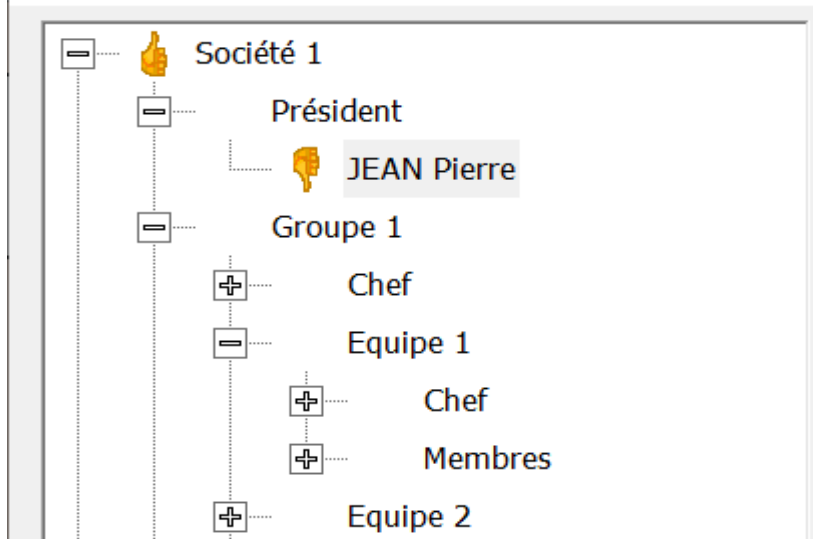 Société 1
Président
JEAN Pierre
Groupe 1
Chef
Equipe 1
Chef
Membres
Equipe 2